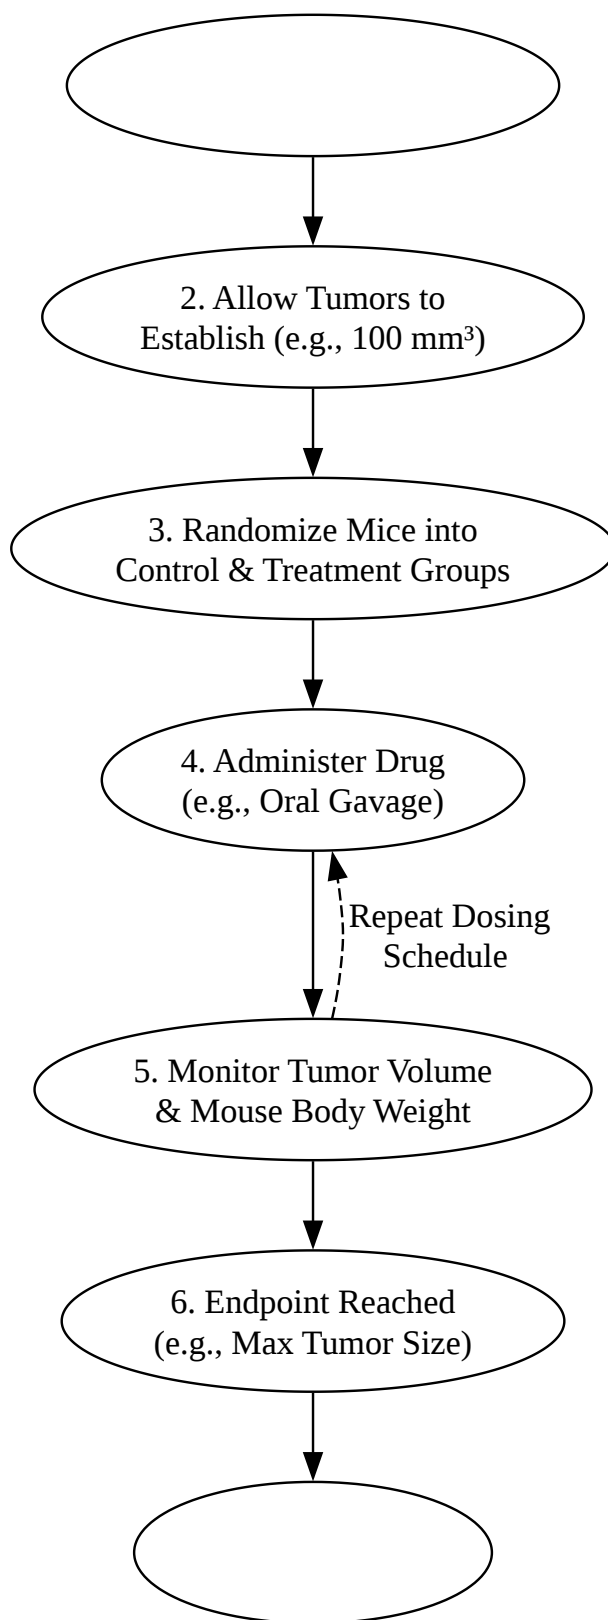 2. Allow Tumors to
Establish (e.g., 100 mm³)
3. Randomize Mice into
Control & Treatment Groups
4. Administer Drug
(e.g., Oral Gavage)
Repeat Dosing
Schedule
5. Monitor Tumor Volume
& Mouse Body Weight
6. Endpoint Reached
(e.g., Max Tumor Size)